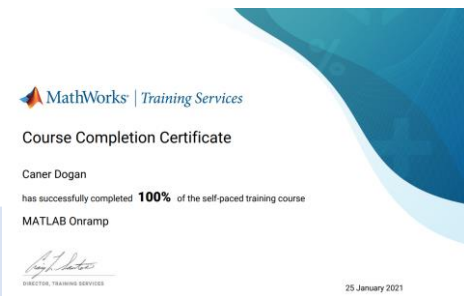 MathWorks® | Training Services
Course Completion Certificate
Caner Dogan
has successfully completed 100% of the self-paced training course
MATLAB Onramp
DIRECTOR, TRAINING SERVICES
25 January 2021